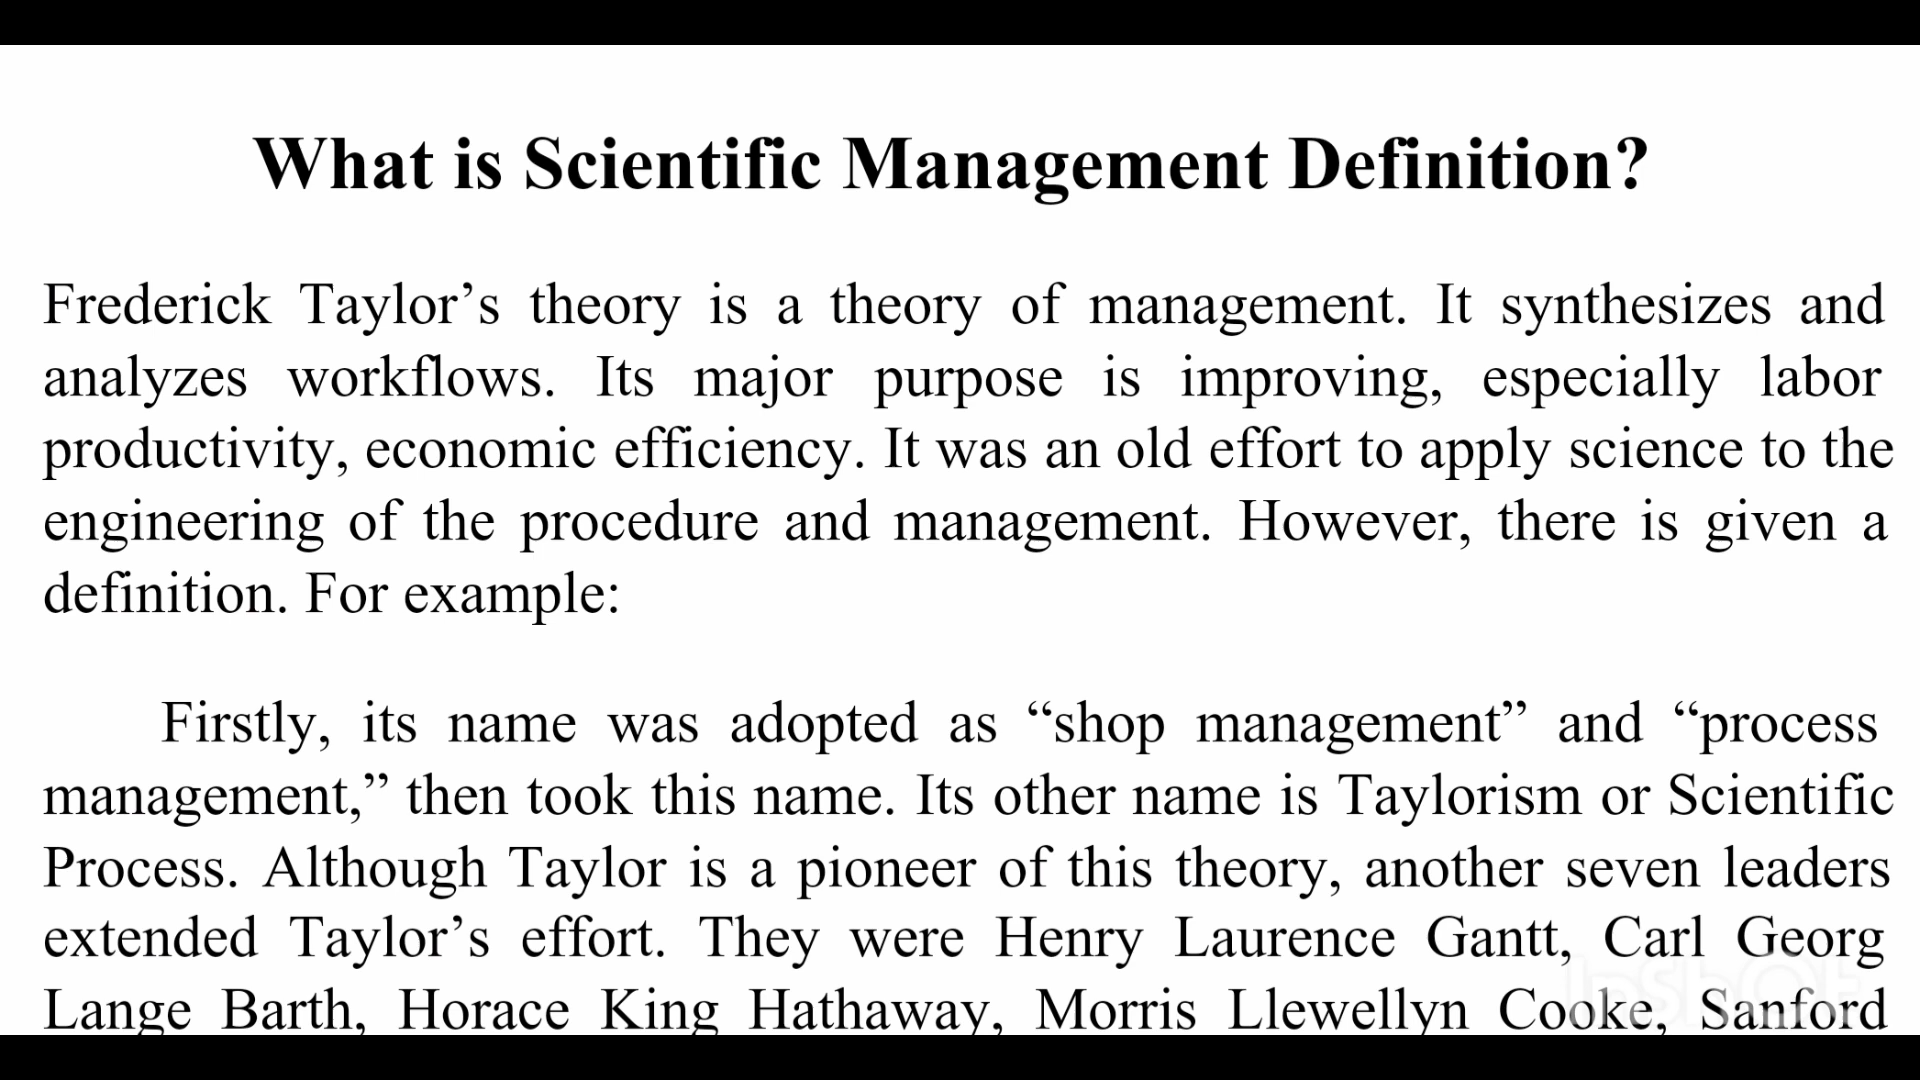 What is Scientific Management Definition?
Frederick Taylor’s theory is a theory of management. It synthesizes and
analyzes workflows. Its major purpose is improving, especially labor
productivity, economic efficiency. It was an old effort to apply science to the
engineering of the procedure and management. However, there is given a
definition. For example:
Firstly, its name was adopted as “shop management” and “process
management,” then took this name. Its other name is Taylorism or Scientific
Process. Although Taylor is a pioneer of this theory, another seven leaders
extended Taylor’s effort. They were Henry Laurence Gantt, Carl Georg
Lange Barth, Horace King Hathaway, Morris Llewellyn Cooke, Sanford
InShOt